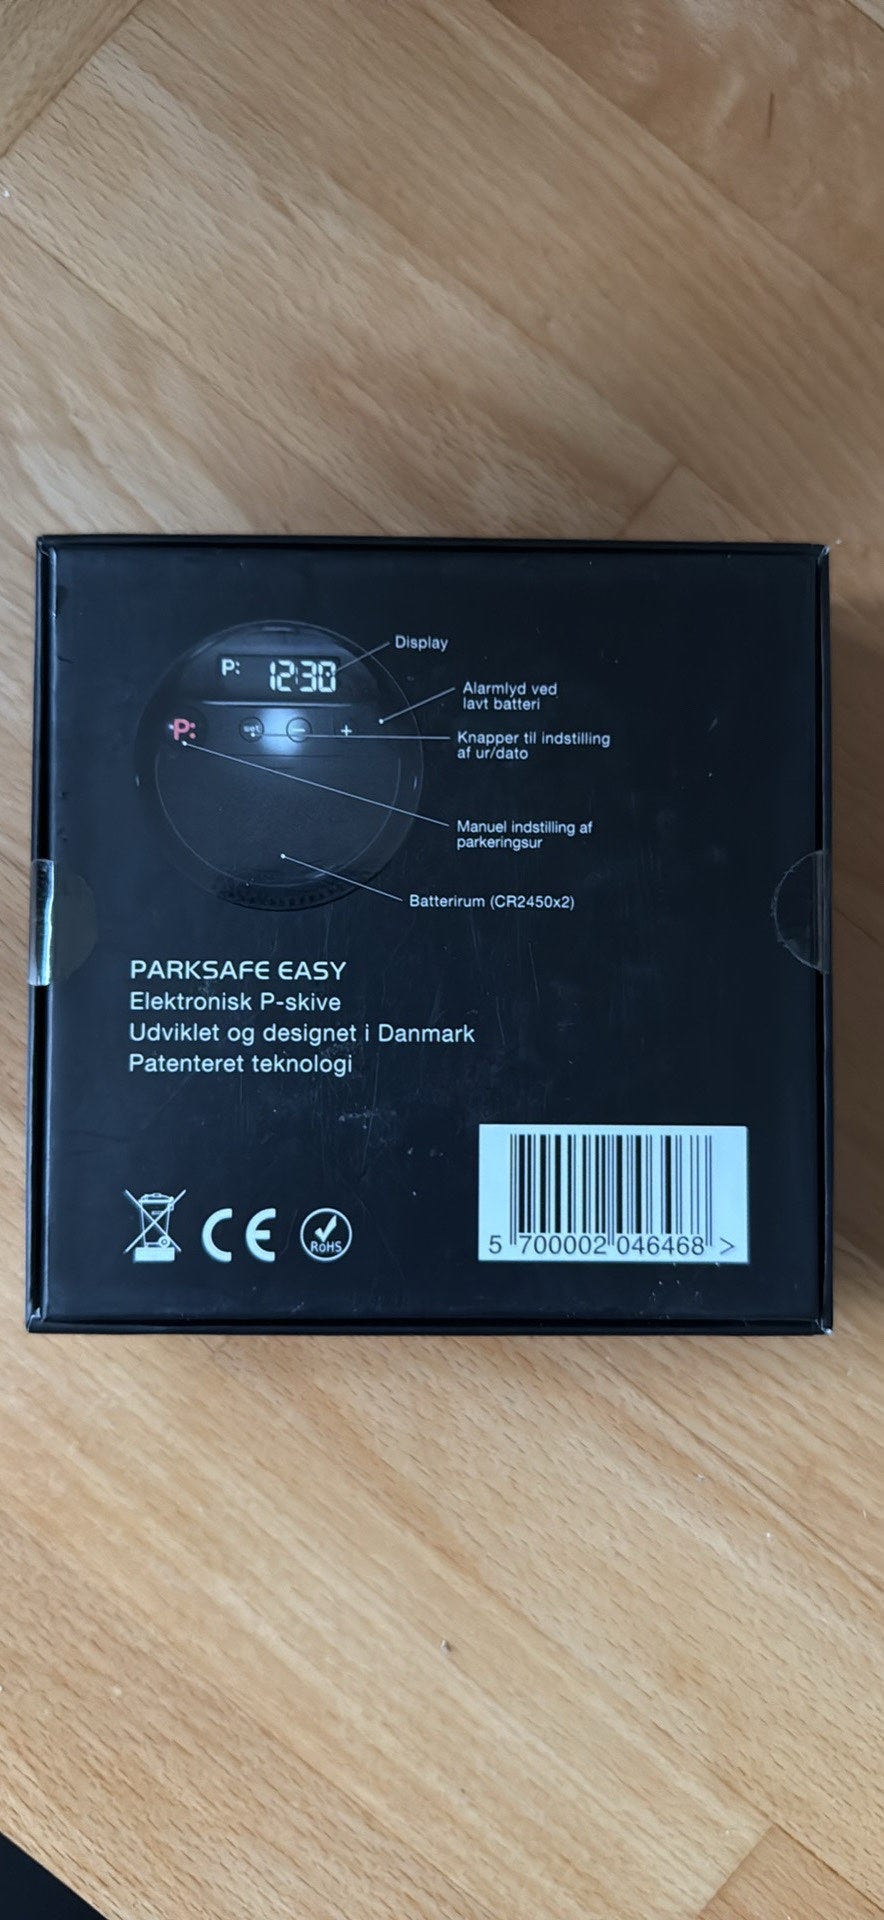 P: 12:30
Display
Alarmlyd ved
lavt batteri
P: set − +
Knapper til indstilling
af ur/dato
Manuel indstilling af
parkeringsur
Batterirum (CR2450x2)
PARKSAFE EASY
Elektronisk P-skive
Udviklet og designet i Danmark
Patenteret teknologi
CE
RoHS
5 700002 046468 >